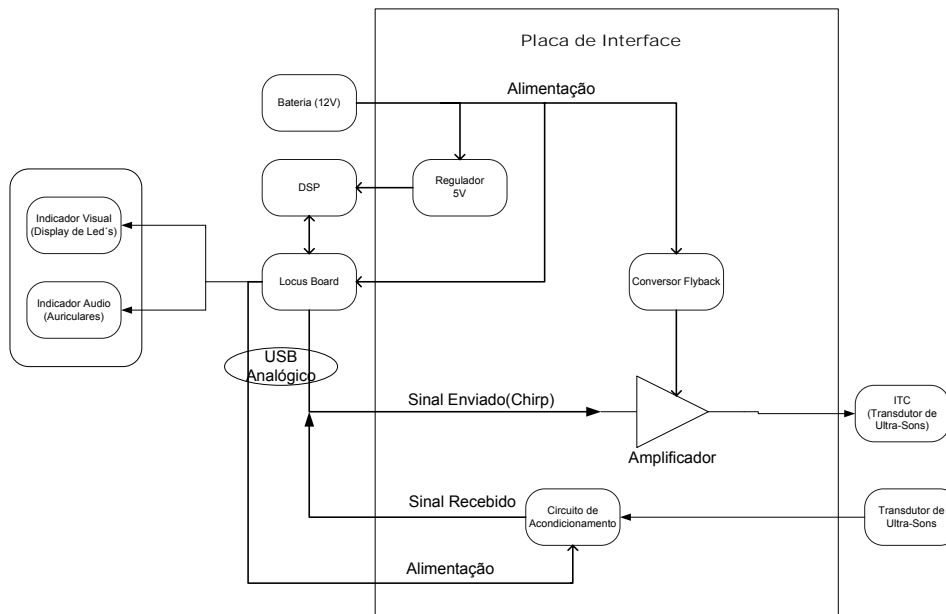 Placa de Interface
Bateria (12V)
Alimentação
DSP
Regulador
5V
Indicador Visual
(Display de Led´s)
Locus Board
Conversor Flyback
Indicador Audio
(Auriculares)
USB
Analógico
Sinal Enviado(Chirp)
ITC
(Transdutor de
Ultra-Sons)
Amplificador
Sinal Recebido
Circuito de
Acondicionamento
Transdutor de
Ultra-Sons
Alimentação